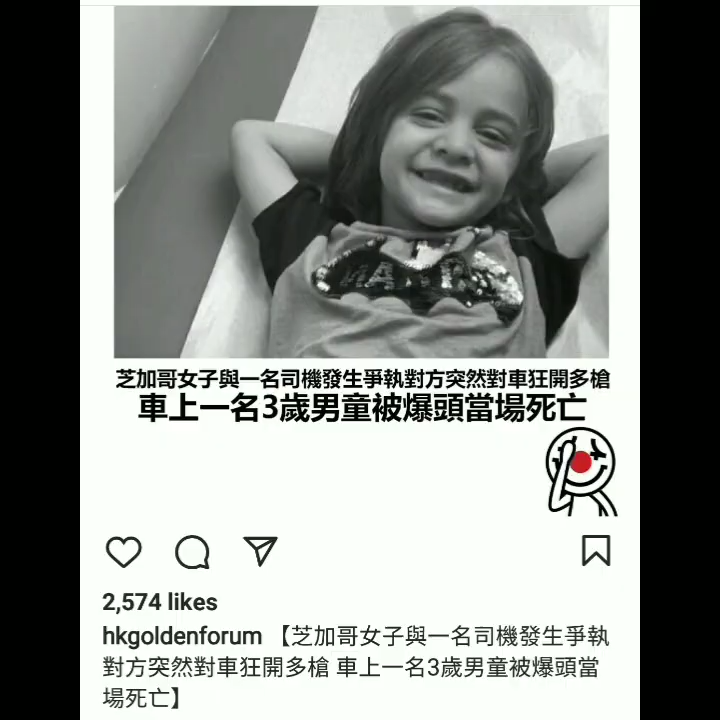 芝加哥女子與一名司機發生爭執對方突然對車狂開多槍
車上一名3歲男童被爆頭當場死亡
2,574 likes
hkgoldenforum 【芝加哥女子與一名司機發生爭執
對方突然對車狂開多槍 車上一名3歲男童被爆頭當
場死亡】